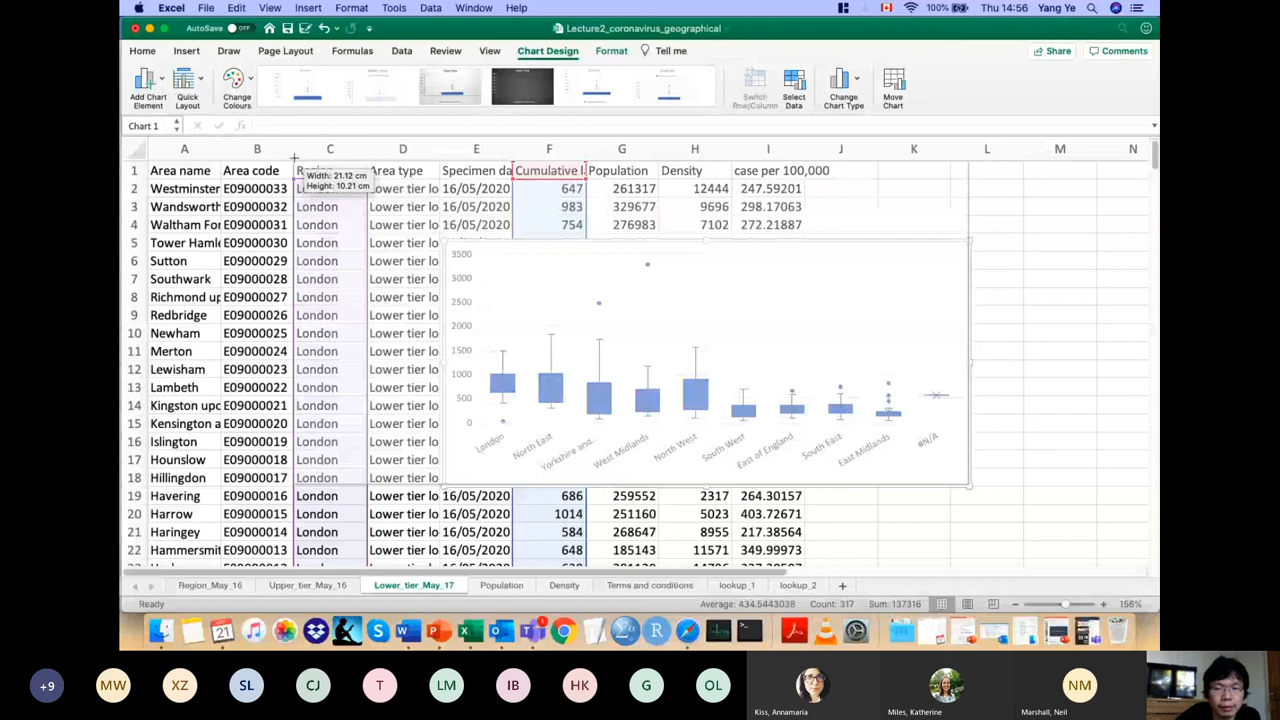 Excel File Edit View Insert Format Tools Data Window Help 100% Thu 14:56 Yang Ye
AutoSave OFF Lecture2_coronavirus_geographical
Home Insert Draw Page Layout Formulas Data Review View Chart Design Format Tell me Share Comments
Add Chart Element Quick Layout Change Colours Switch Row/Column Select Data Change Chart Type Move Chart
Chart 1 fx
A B C D E F G H I J K L M N
1 Area name Area code Area type Specimen da Cumulative l Population Density case per 100,000
Width: 21.12 cm
Height: 10.21 cm
2 Westminster E09000033 Lower tier lo 16/05/2020 647 261317 12444 247.59201
3 Wandsworth E09000032 London Lower tier lo 16/05/2020 983 329677 9696 298.17063
4 Waltham For E09000031 London Lower tier lo 16/05/2020 754 276983 7102 272.21887
5 Tower Hamle E09000030 London Lower tier lo
6 Sutton E09000029 London Lower tier lo
7 Southwark E09000028 London Lower tier lo
8 Richmond up E09000027 London Lower tier lo
9 Redbridge E09000026 London Lower tier lo
10 Newham E09000025 London Lower tier lo
11 Merton E09000024 London Lower tier lo
12 Lewisham E09000023 London Lower tier lo
13 Lambeth E09000022 London Lower tier lo
14 Kingston upc E09000021 London Lower tier lo
15 Kensington a E09000020 London Lower tier lo
16 Islington E09000019 London Lower tier lo
17 Hounslow E09000018 London Lower tier lo
18 Hillingdon E09000017 London Lower tier lo
3500
3000
2500
2000
1500
1000
500
0
London North East Yorkshire and... West Midlands North West South West East of England South East East Midlands #N/A
19 Havering E09000016 London Lower tier lo 16/05/2020 686 259552 2317 264.30157
20 Harrow E09000015 London Lower tier lo 16/05/2020 1014 251160 5023 403.72671
21 Haringey E09000014 London Lower tier lo 16/05/2020 584 268647 8955 217.38564
22 Hammersmit E09000013 London Lower tier lo 16/05/2020 648 185143 11571 349.99973
Region_May_16 Upper_tier_May_16 Lower_tier_May_17 Population Density Terms and conditions lookup_1 lookup_2
Ready Average: 434.5443038 Count: 317 Sum: 137316 156%
21
+9 MW XZ SL CJ T LM IB HK G OL NM
Kiss, Annamaria Miles, Katherine Marshall, Neil